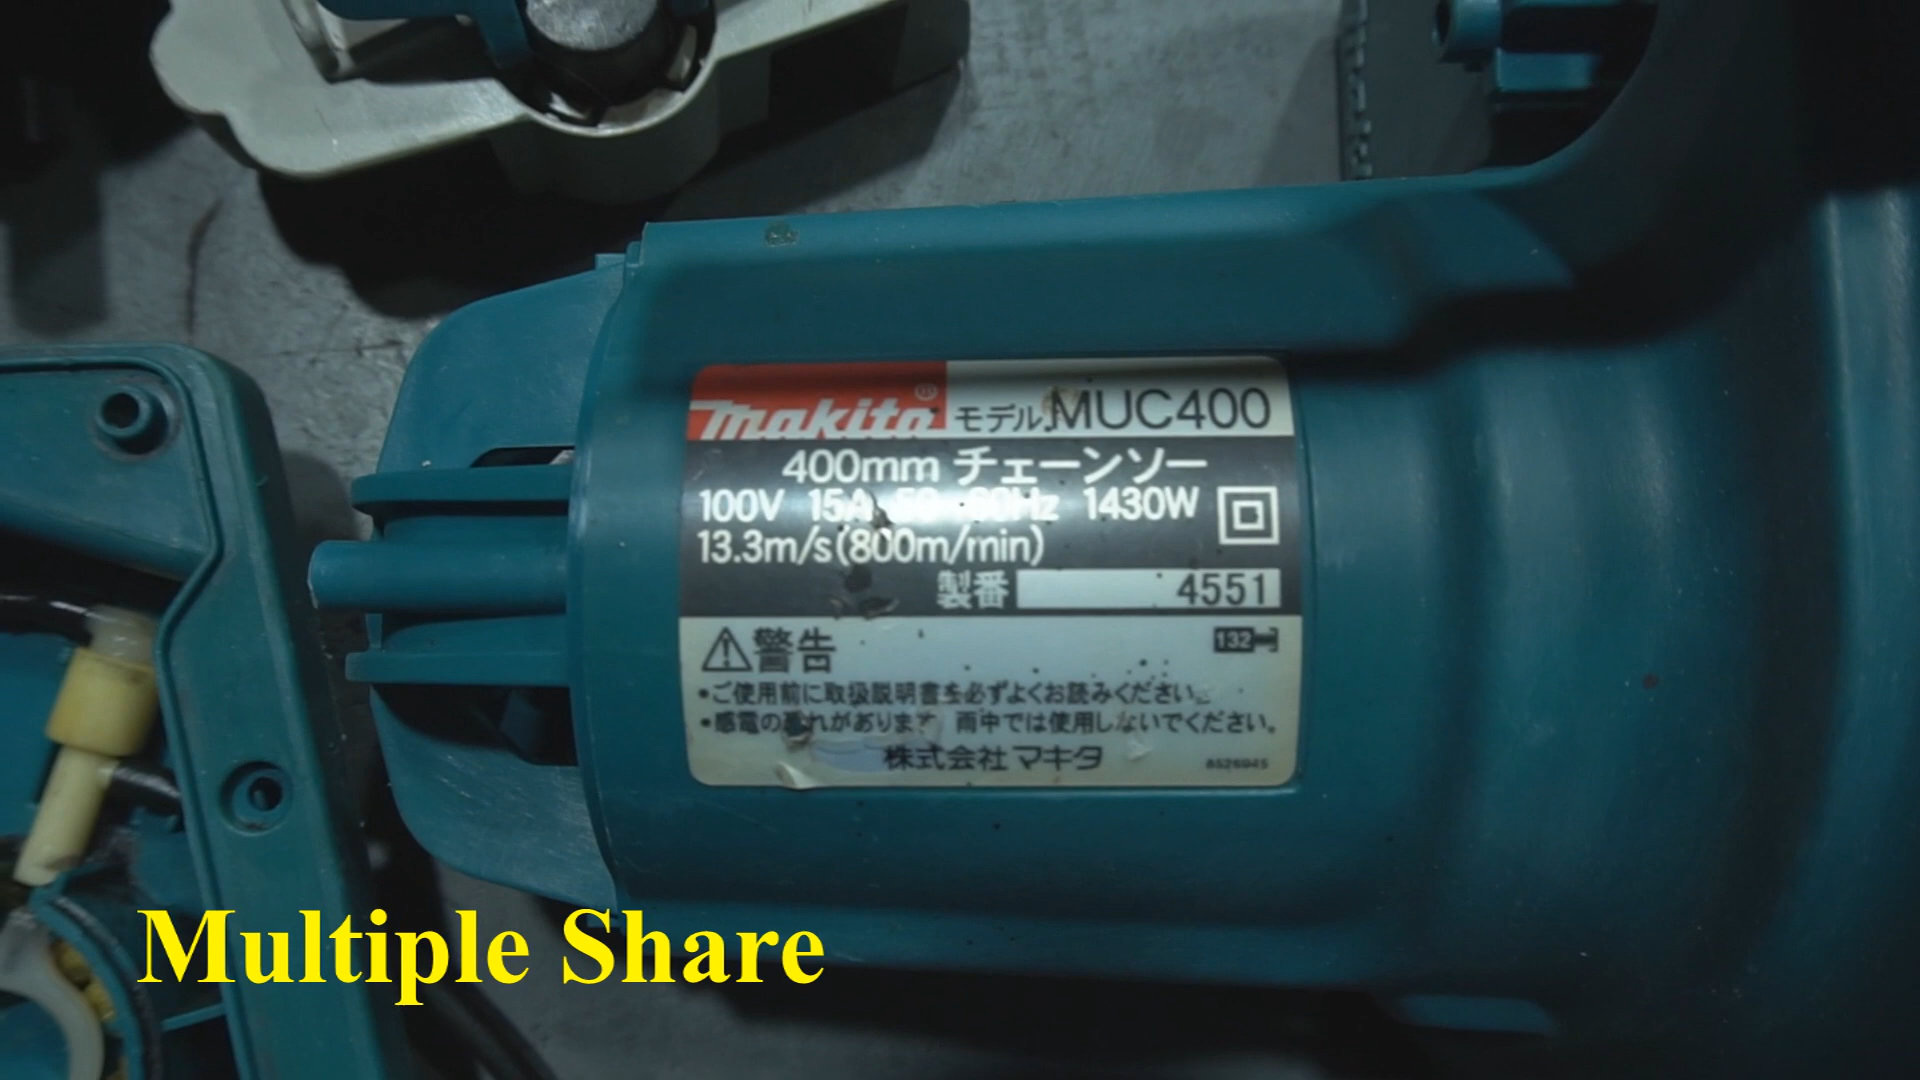 makita® モデル MUC400
400mm チェーンソー
100V 15A 50-60Hz 1430W
13.3m/s(800m/min)
製番 4551
⚠警告 132
•ご使用前に取扱説明書を必ずよくお読みください。
•感電の恐れがあります。雨中では使用しないでください。
株式会社 マキタ
Multiple Share